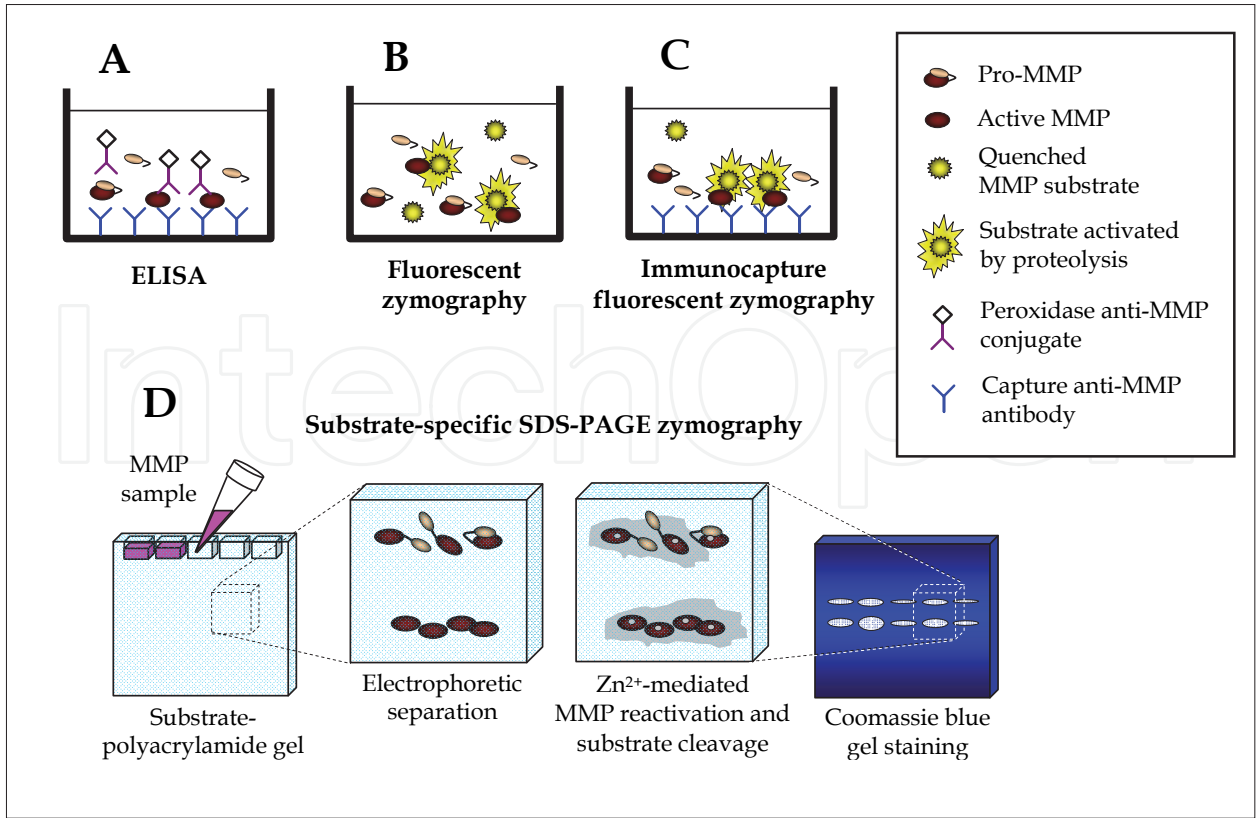 A
B
C
ELISA
Fluorescent
zymography
Immunocapture
fluorescent zymography
Pro-MMP
Active MMP
Quenched
MMP substrate
Substrate activated
by proteolysis
Peroxidase anti-MMP
conjugate
Capture anti-MMP
antibody
IntechOpen
D
Substrate-specific SDS-PAGE zymography
MMP
sample
Substrate-
polyacrylamide gel
Electrophoretic
separation
Zn²⁺-mediated
MMP reactivation and
substrate cleavage
Coomassie blue
gel staining